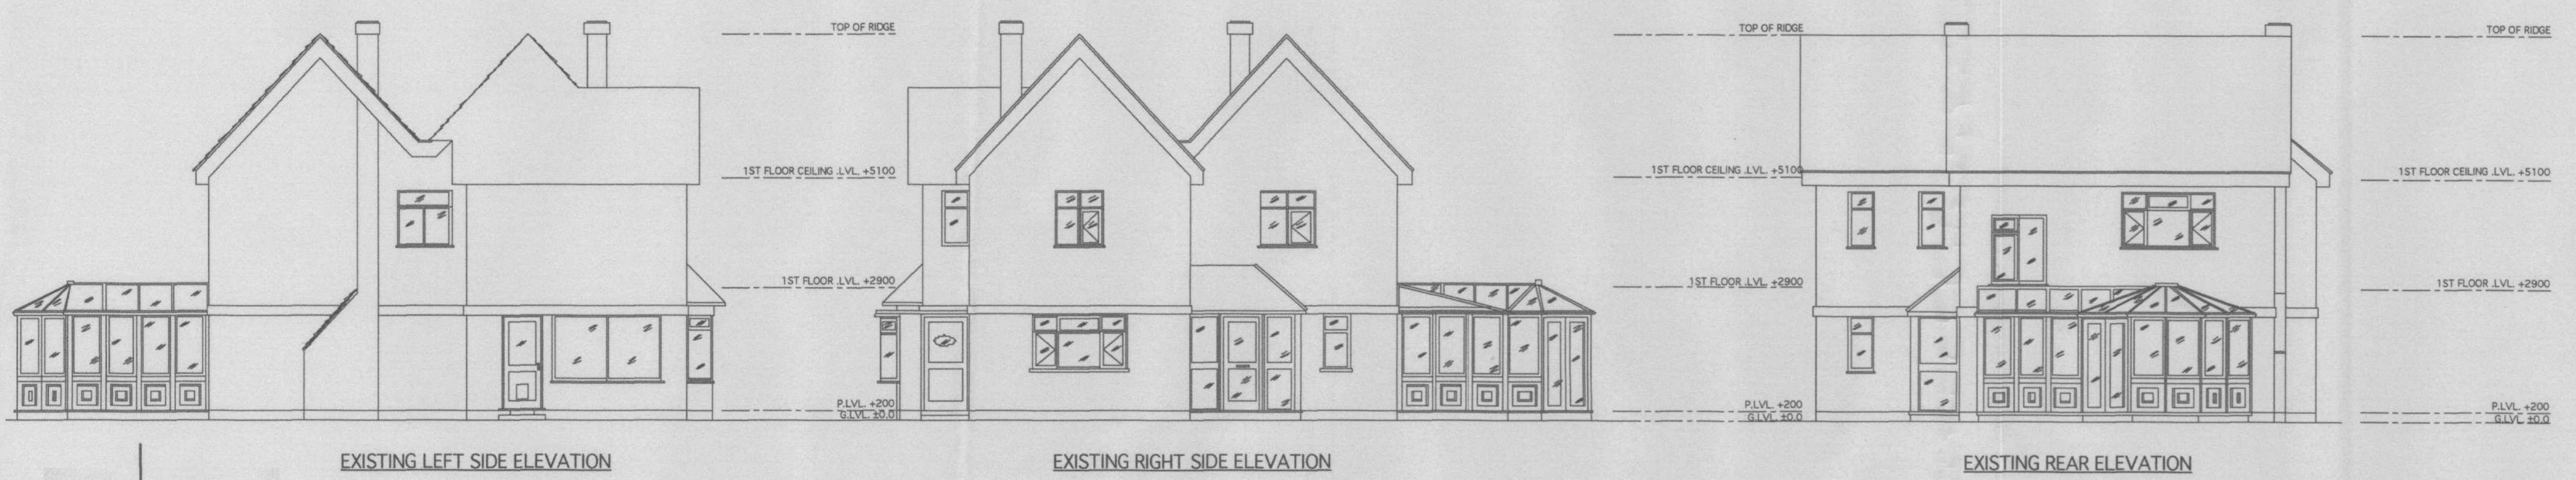 TOP OF RIDGE
1ST FLOOR CEILING .LVL. +5100
1ST FLOOR .LVL. +2900
P.LVL. +200
G.LVL. ±0.0
EXISTING LEFT SIDE ELEVATION
TOP OF RIDGE
1ST FLOOR CEILING .LVL. +5100
1ST FLOOR .LVL. +2900
P.LVL. +200
G.LVL. ±0.0
EXISTING RIGHT SIDE ELEVATION
TOP OF RIDGE
1ST FLOOR CEILING .LVL. +5100
1ST FLOOR .LVL. +2900
P.LVL. +200
G.LVL. ±0.0
EXISTING REAR ELEVATION